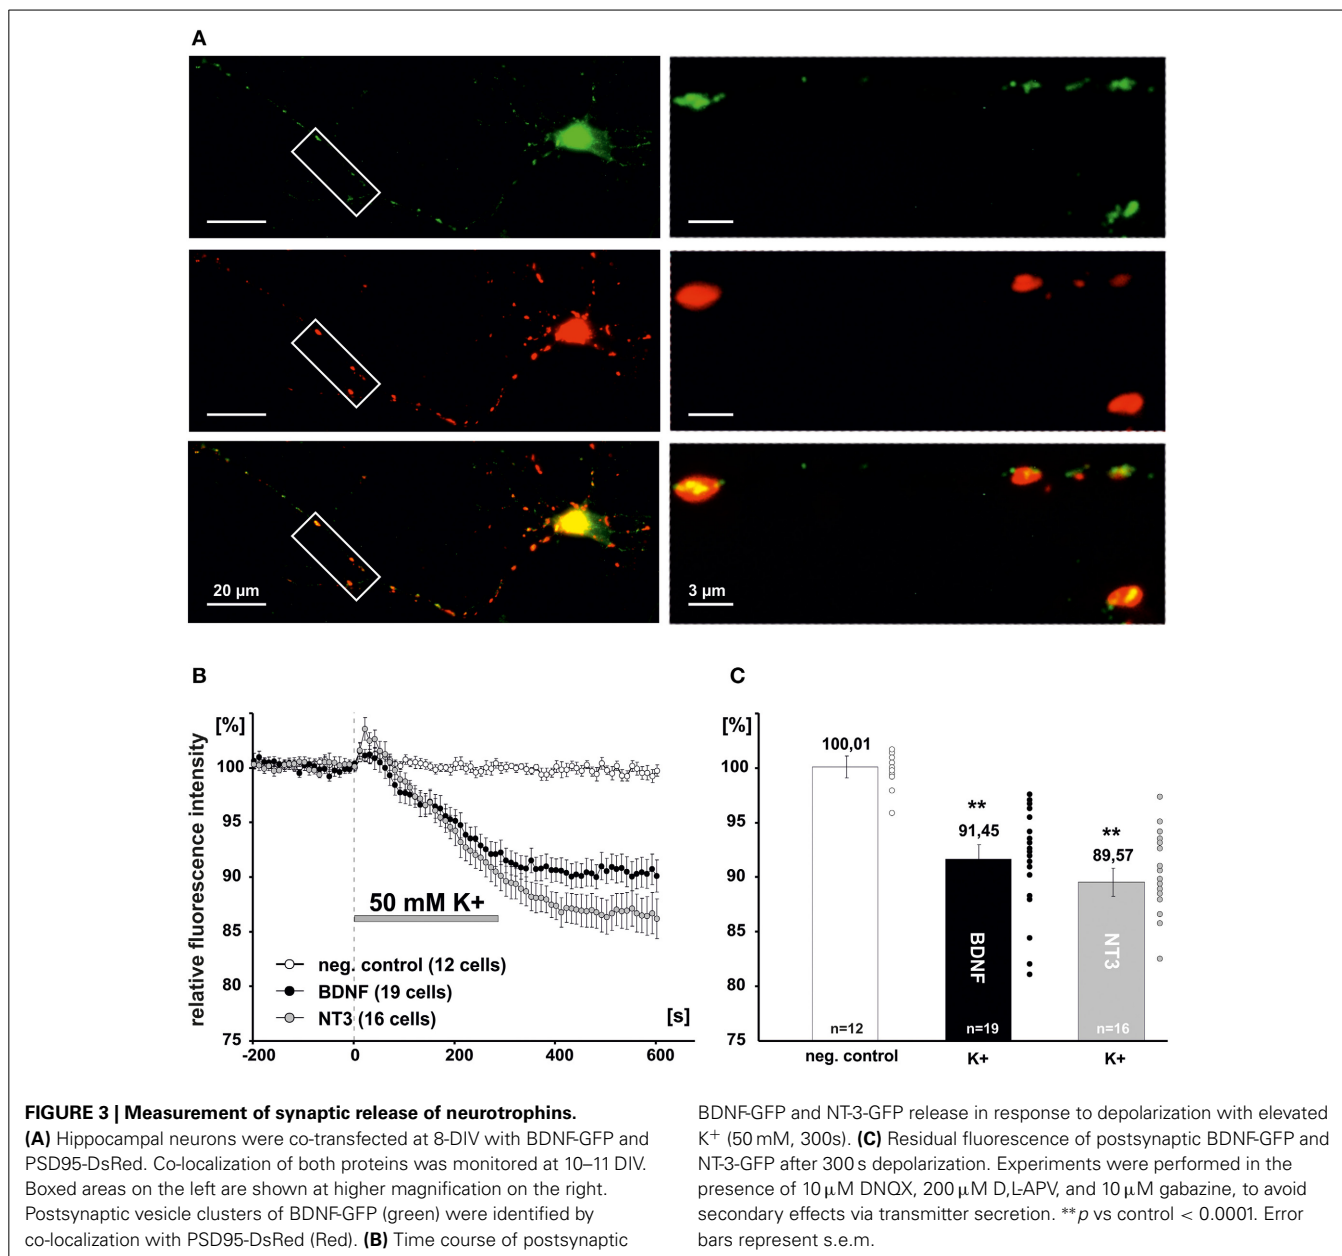 A
20 µm
3 µm
B
[%]
relative fluorescence intensity
100
95
90
85
80
75
50 mM K+
neg. control (12 cells)
BDNF (19 cells)
NT3 (16 cells)
[s]
-200
0
200
400
600
C
[%]
100
95
90
85
80
75
100,01
**
91,45
**
89,57
BDNF
NT3
n=12
n=19
n=16
neg. control
K+
K+
FIGURE 3 | Measurement of synaptic release of neurotrophins.
(A) Hippocampal neurons were co-transfected at 8-DIV with BDNF-GFP and
PSD95-DsRed. Co-localization of both proteins was monitored at 10–11 DIV.
Boxed areas on the left are shown at higher magnification on the right.
Postsynaptic vesicle clusters of BDNF-GFP (green) were identified by
co-localization with PSD95-DsRed (Red). (B) Time course of postsynaptic
BDNF-GFP and NT-3-GFP release in response to depolarization with elevated
K⁺ (50 mM, 300s). (C) Residual fluorescence of postsynaptic BDNF-GFP and
NT-3-GFP after 300 s depolarization. Experiments were performed in the
presence of 10 µM DNQX, 200 µM D,L-APV, and 10 µM gabazine, to avoid
secondary effects via transmitter secretion. **p vs control < 0.0001. Error
bars represent s.e.m.